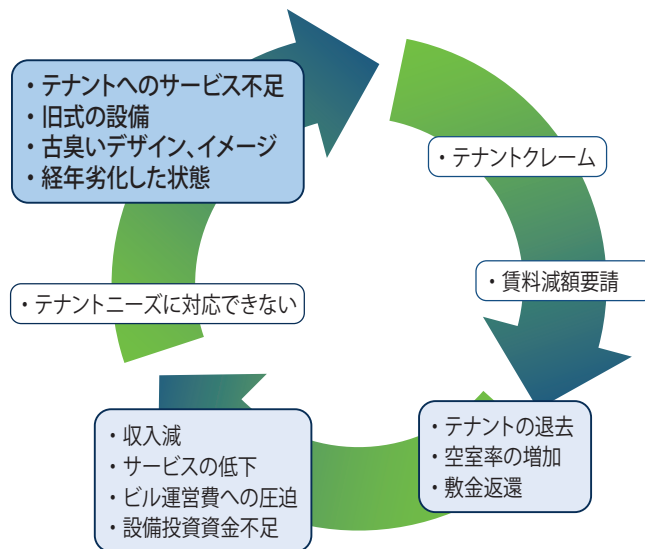 ・テナントへのサービス不足
・旧式の設備
・古臭いデザイン、イメージ
・経年劣化した状態
・テナントクレーム
・賃料減額要請
・テナントの退去
・空室率の増加
・敷金返還
・収入減
・サービスの低下
・ビル運営費への圧迫
・設備投資資金不足
・テナントニーズに対応できない